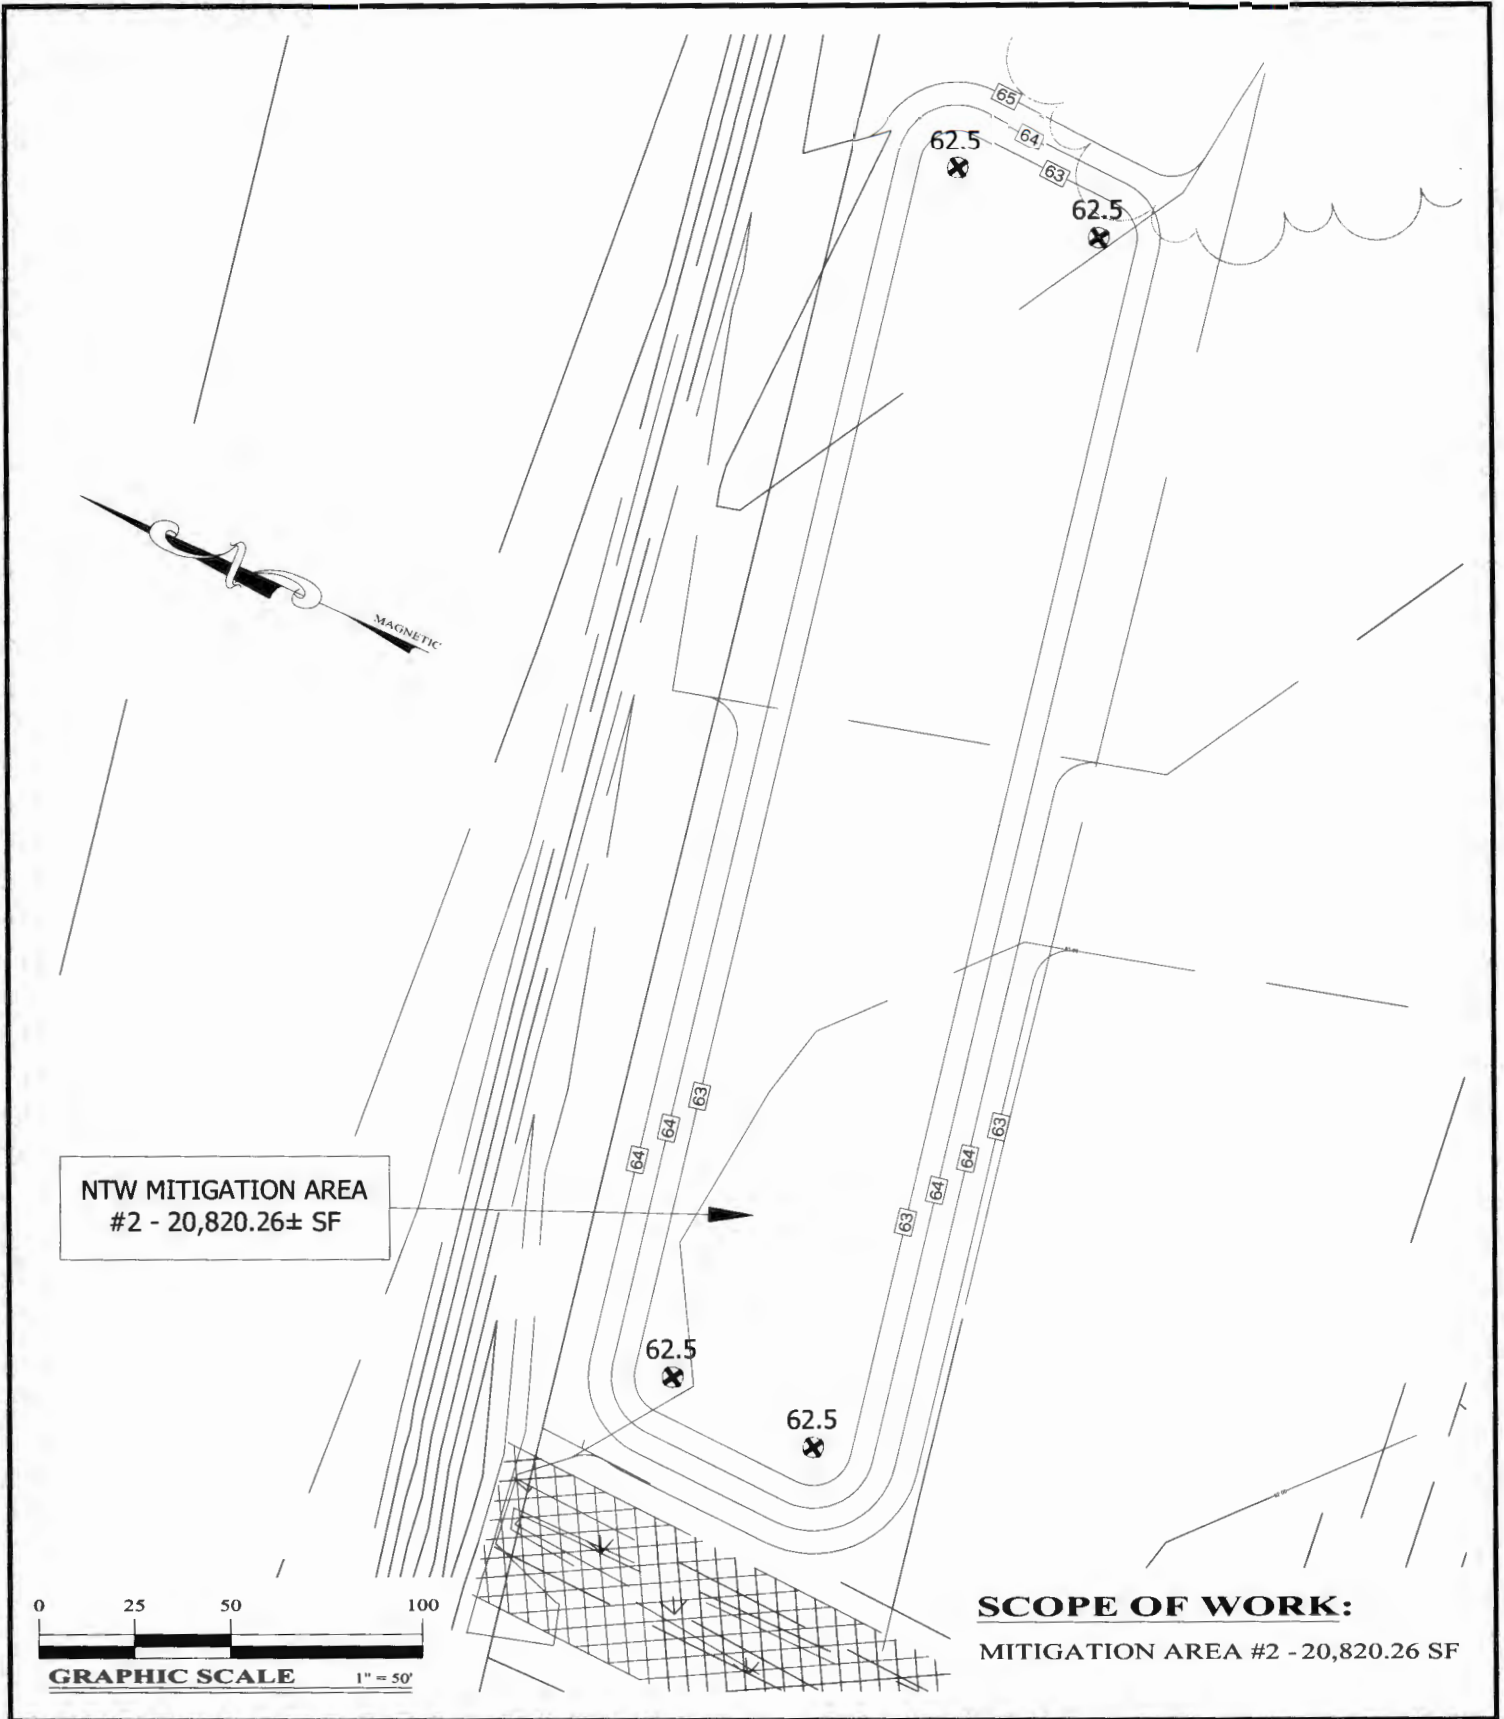 65
64
63
62.5
62.5
MAGNETIC
63
64
64
63
64
64
63
NTW MITIGATION AREA
#2 - 20,820.26± SF
62.5
62.5
0 25 50 100
GRAPHIC SCALE 1" = 50'
SCOPE OF WORK:
MITIGATION AREA #2 - 20,820.26 SF